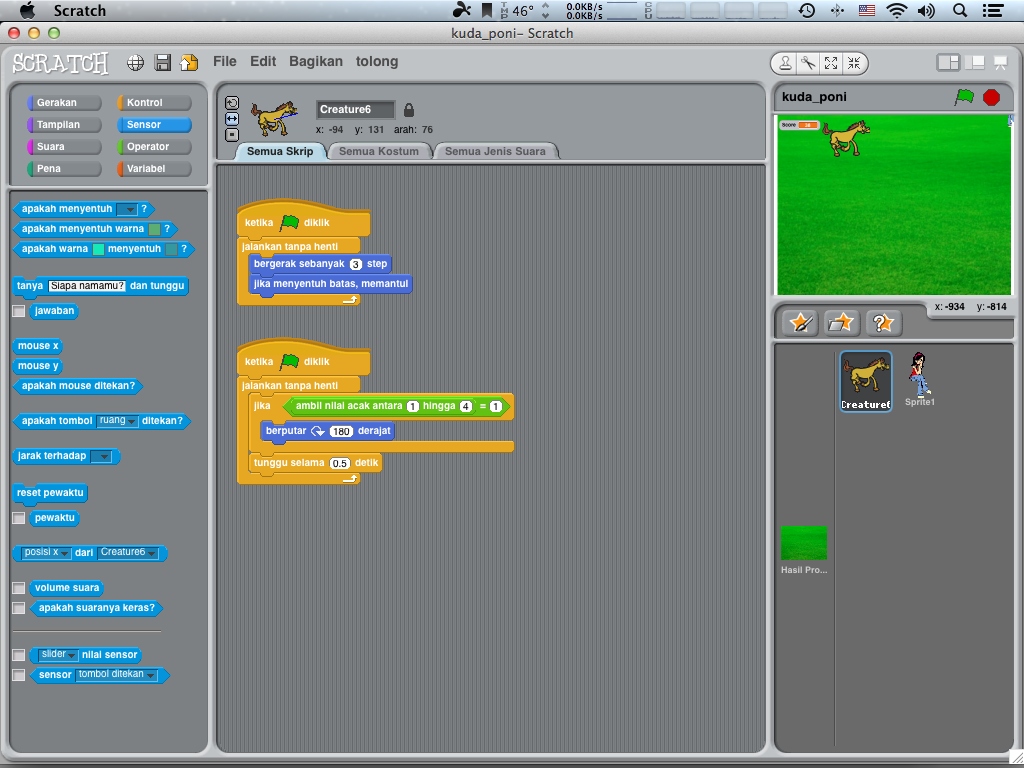 Scratch
46°
0.0KB/s
0.0KB/s
kuda_poni- Scratch
SCRATCH
File Edit Bagikan tolong
Gerakan Kontrol
Tampilan Sensor
Suara Operator
Pena Variabel
Creature6
x: -94 y: 131 arah: 76
Semua Skrip Semua Kostum Semua Jenis Suara
kuda_poni
Score
apakah menyentuh ?
apakah menyentuh warna ?
apakah warna menyentuh ?
tanya Siapa namamu? dan tunggu
jawaban
mouse x
mouse y
apakah mouse ditekan?
apakah tombol ruang ditekan?
jarak terhadap
reset pewaktu
pewaktu
posisi x dari Creature6
volume suara
apakah suaranya keras?
slider nilai sensor
sensor tombol ditekan
ketika diklik
jalankan tanpa henti
bergerak sebanyak 3 step
jika menyentuh batas, memantul
ketika diklik
jalankan tanpa henti
jika ambil nilai acak antara 1 hingga 4 = 1
berputar 180 derajat
tunggu selama 0.5 detik
x: -934 y: -814
Creature6
Sprite1
Hasil Pro...